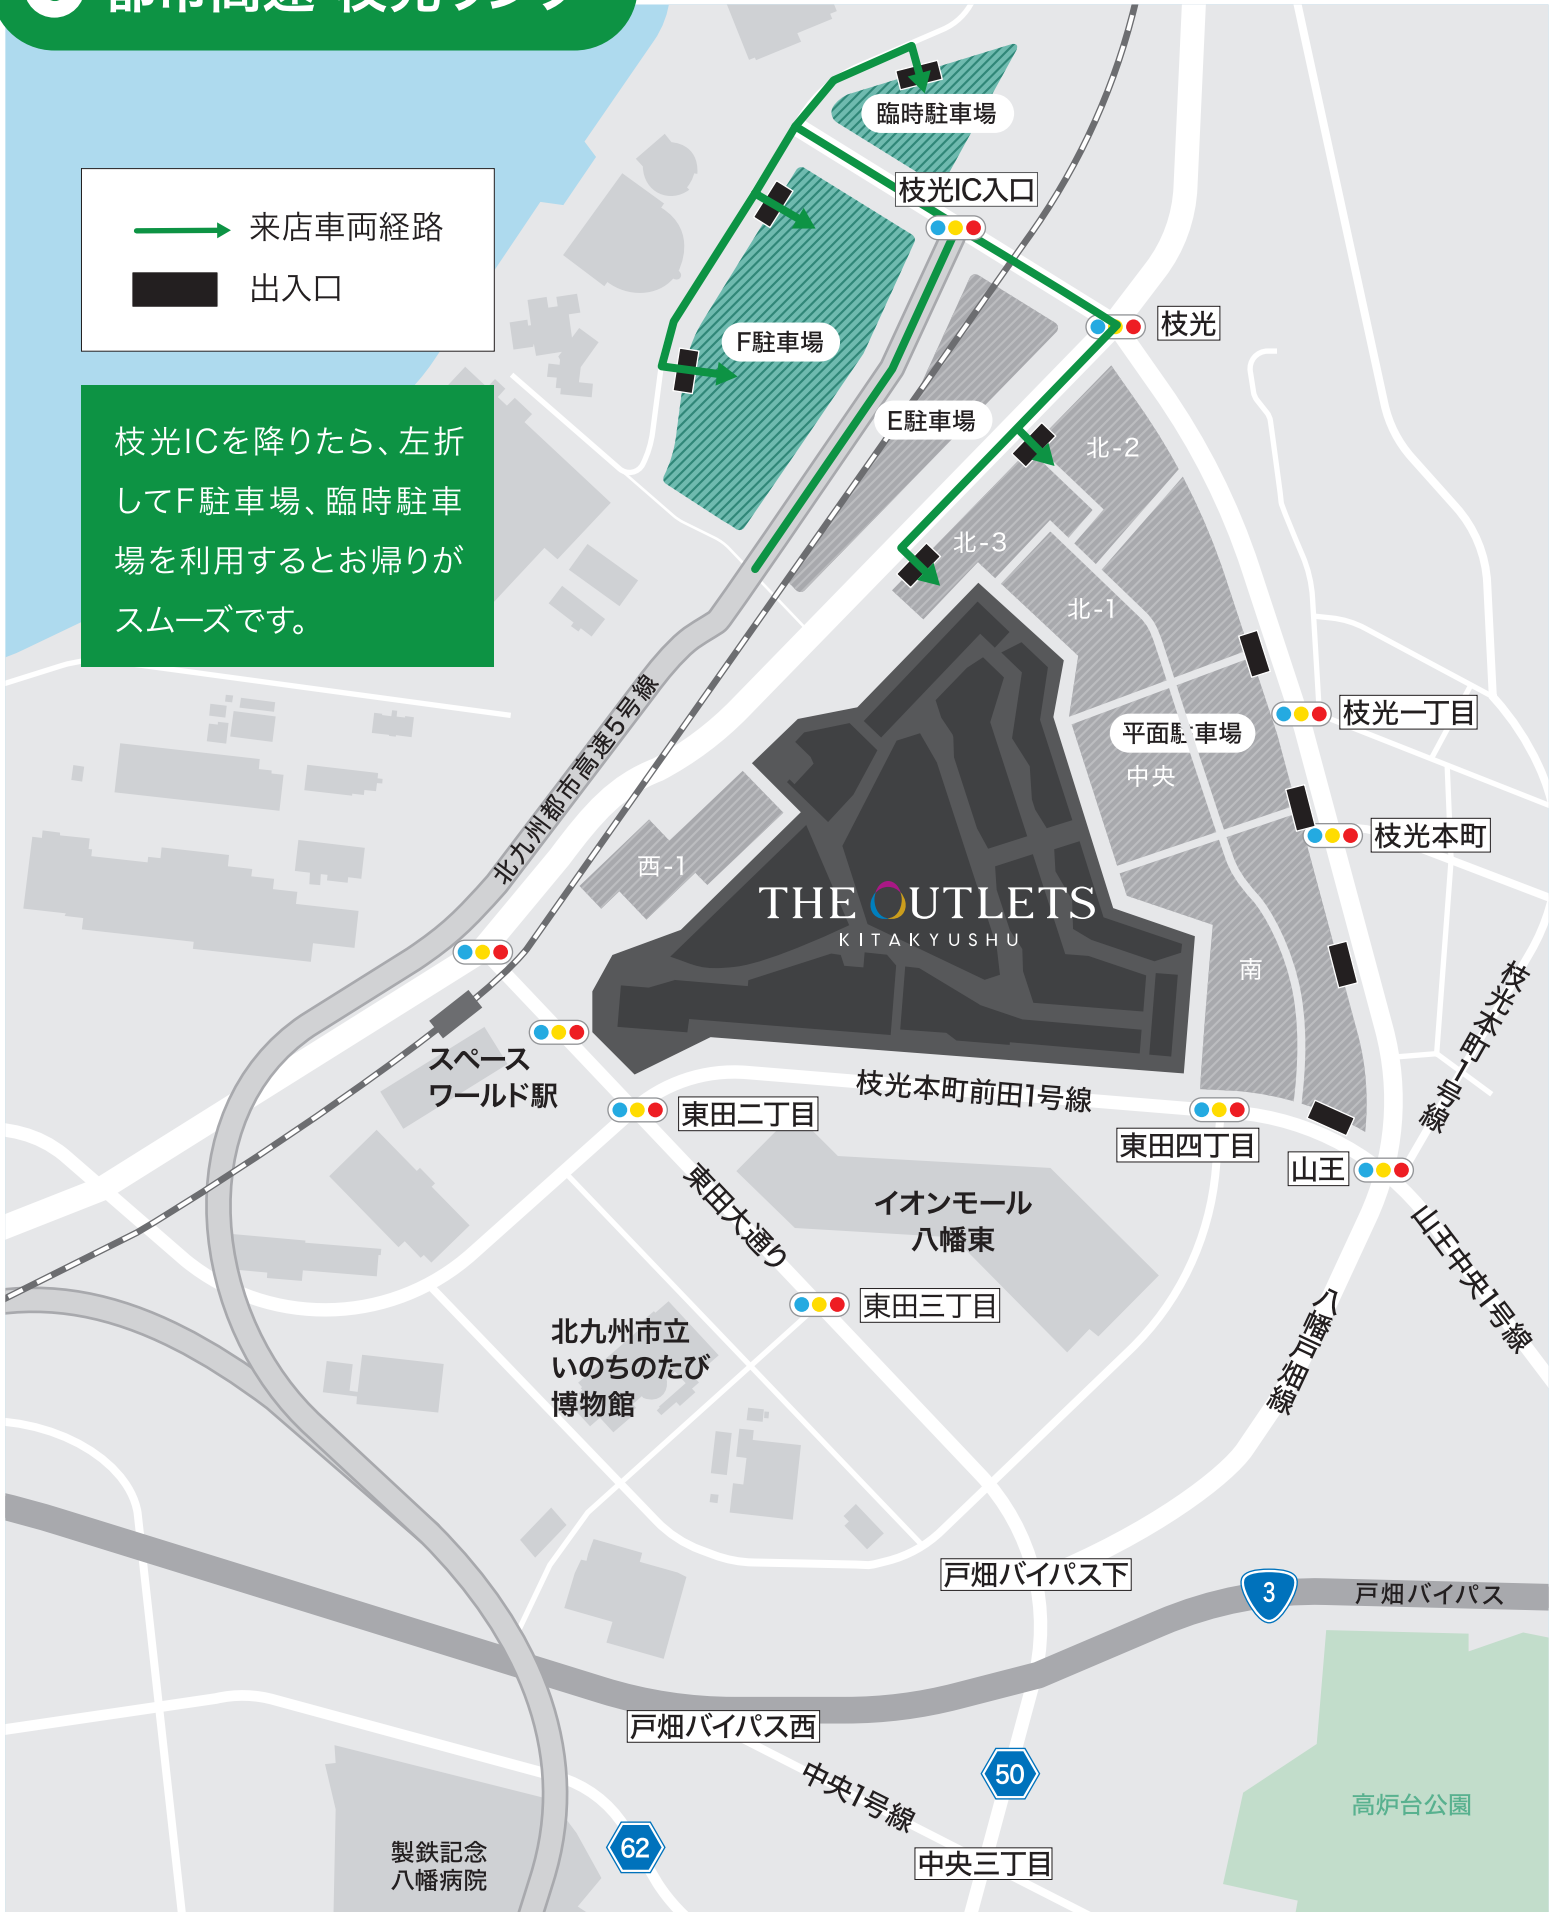 都市高速 枝光ランプ
臨時駐車場
枝光IC入口
来店車両経路
出入口
枝光
F駐車場
E駐車場
枝光ICを降りたら、左折
してF駐車場、臨時駐車
場を利用するとお帰りが
スムーズです。
北-2
北-3
北-1
北九州都市高速5号線
枝光一丁目
平面駐車場
中央
枝光本町
西-1
THE OUTLETS
KITAKYUSHU
南
枝光本町1号線
スペース
ワールド駅
枝光本町前田1号線
東田二丁目
東田四丁目
山王
東田大通り
イオンモール
八幡東
山王中央1号線
東田三丁目
八幡戸畑線
北九州市立
いのちのたび
博物館
戸畑バイパス下
3
戸畑バイパス
戸畑バイパス西
50
中央1号線
高炉台公園
62
製鉄記念
八幡病院
中央三丁目